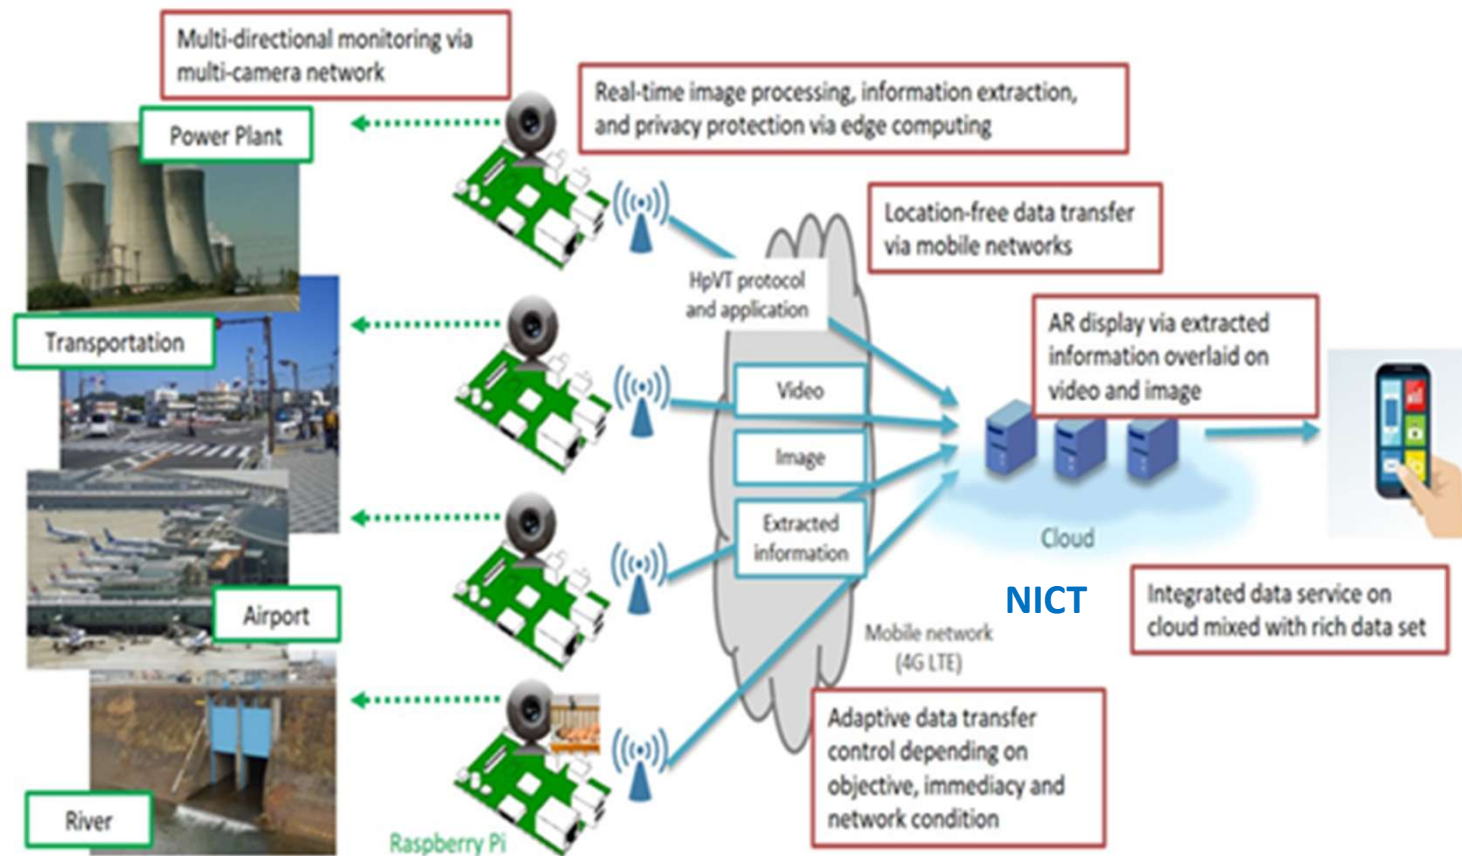 Multi-directional monitoring via
multi-camera network
Real-time image processing, information extraction,
and privacy protection via edge computing
Power Plant
Location-free data transfer
via mobile networks
HpVT protocol
and application
Transportation
AR display via extracted
information overlaid on
video and image
Video
Image
Extracted
information
Cloud
NICT
Integrated data service on
cloud mixed with rich data set
Airport
Mobile network
(4G LTE)
Adaptive data transfer
control depending on
objective, immediacy and
network condition
River
Raspberry Pi